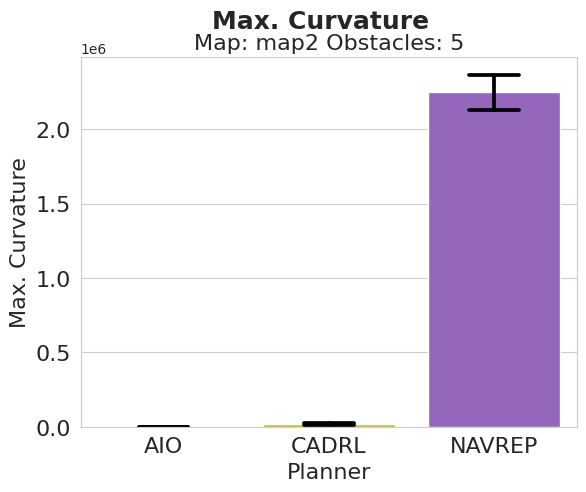 Max. Curvature
Map: map2 Obstacles: 5
1e6
Max. Curvature
2.0
1.5
1.0
0.5
0.0
AIO CADRL NAVREP
Planner